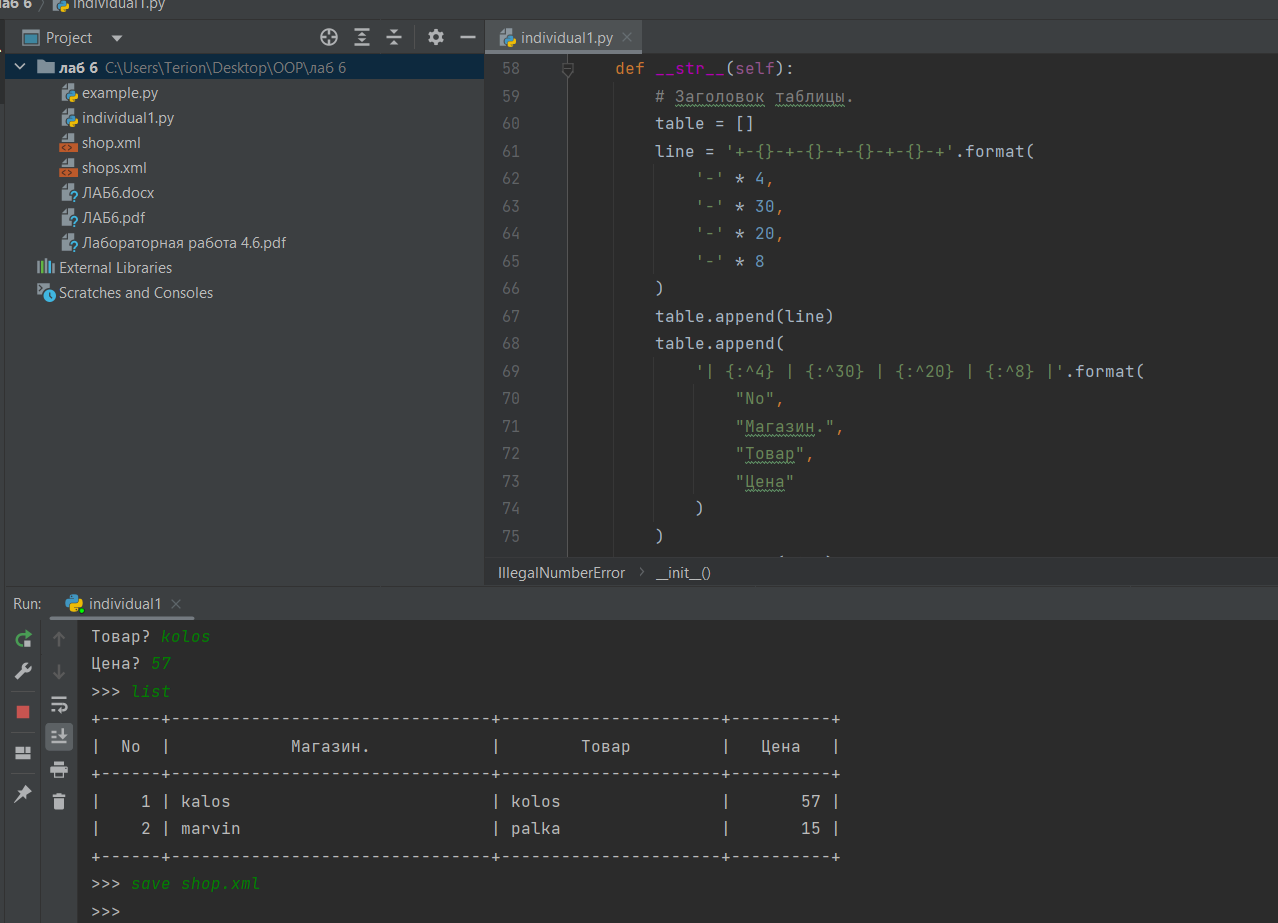 лаб 6 individual1.py
Project
individual1.py
лаб 6 C:\Users\Terion\Desktop\OOP\лаб 6
example.py
individual1.py
shop.xml
shops.xml
ЛАБ6.docx
ЛАБ6.pdf
Лабораторная работа 4.6.pdf
External Libraries
Scratches and Consoles
58 def __str__(self):
59 # Заголовок таблицы.
60 table = []
61 line = '+-{}-+-{}-+-{}-+-{}-+'.format(
62 '-' * 4,
63 '-' * 30,
64 '-' * 20,
65 '-' * 8
66 )
67 table.append(line)
68 table.append(
69 '| {:^4} | {:^30} | {:^20} | {:^8} |'.format(
70 "No",
71 "Магазин.",
72 "Товар",
73 "Цена"
74 )
75 )
IllegalNumberError › __init__()
Run: individual1
Товар? kolos
Цена? 57
>>> list
+------+--------------------------------+----------------------+----------+
|  No  |            Магазин.            |        Товар         |   Цена   |
+------+--------------------------------+----------------------+----------+
|    1 | kalos                          | kolos                |       57 |
|    2 | marvin                         | palka                |       15 |
+------+--------------------------------+----------------------+----------+
>>> save shop.xml
>>>